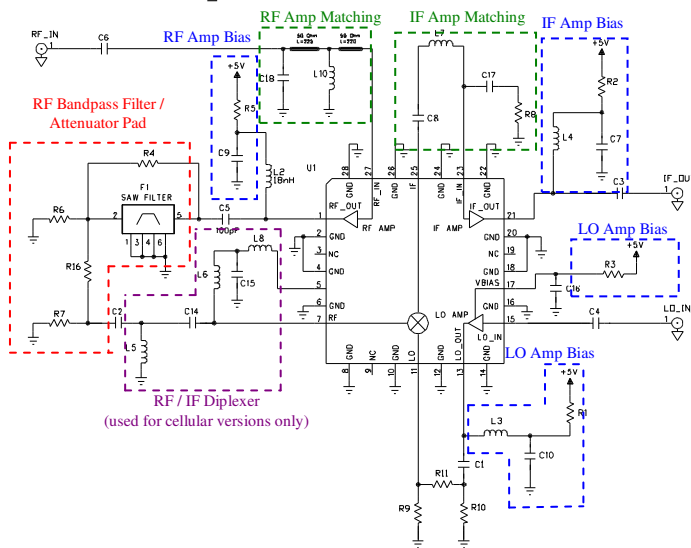 RF Amp Matching
IF Amp Matching
IF Amp Bias
RF_IN
C6
RF Amp Bias
50 Ohm
L=225
50 Ohm
L=220
L7
+5V
+5V
C18
L10
C17
R2
R5
R8
RF Bandpass Filter /
Attenuator Pad
C8
L4
C7
R4
C9
L2
18nH
U1
28
27
26
25
24
23
22
GND
RF_IN
GND
IF
GND
IF_IN
GND
IF_OU
C3
F1
SAW FILTER
R6
2
5
C5
100pF
1
RF_OUT
RF AMP
IF_OUT
IF AMP
21
1
3
4
6
2
GND
GND
20
LO Amp Bias
+5V
L8
3
NC
NC
19
R16
L6
C15
4
GND
GND
18
R3
5
VBIAS
17
C16
6
GND
GND
16
LO AMP
R7
C2
C14
7
RF
LO_IN
15
C4
LO_IN
LO_OUT
L5
GND
NC
GND
LO
GND
GND
8
9
10
11
12
13
14
LO Amp Bias
RF / IF Diplexer
(used for cellular versions only)
+5V
L3
R1
C10
C1
R11
R9
R10